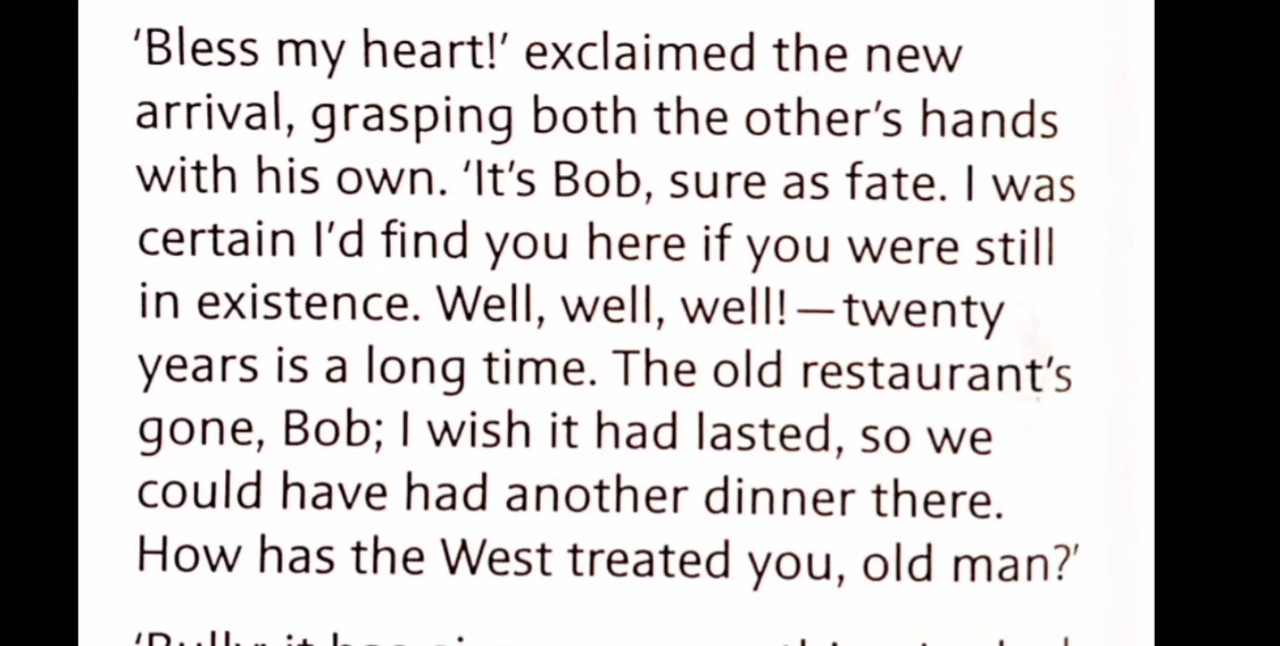 ‘Bless my heart!’ exclaimed the new
arrival, grasping both the other’s hands
with his own. ‘It’s Bob, sure as fate. I was
certain I’d find you here if you were still
in existence. Well, well, well!—twenty
years is a long time. The old restaurant’s
gone, Bob; I wish it had lasted, so we
could have had another dinner there.
How has the West treated you, old man?’